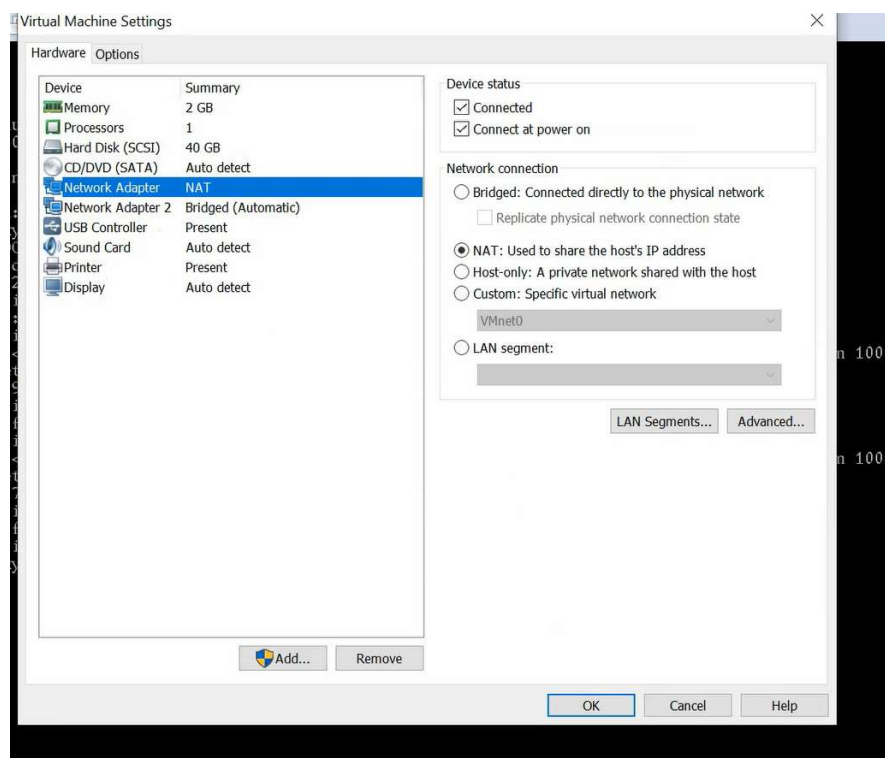 Virtual Machine Settings
Hardware Options
Device Summary
Memory 2 GB
Processors 1
Hard Disk (SCSI) 40 GB
CD/DVD (SATA) Auto detect
Network Adapter NAT
Network Adapter 2 Bridged (Automatic)
USB Controller Present
Sound Card Auto detect
Printer Present
Display Auto detect
Add... Remove
Device status
Connected
Connect at power on
Network connection
Bridged: Connected directly to the physical network
Replicate physical network connection state
NAT: Used to share the host's IP address
Host-only: A private network shared with the host
Custom: Specific virtual network
VMnet0
LAN segment:
LAN Segments... Advanced...
OK Cancel Help
n 100
n 100